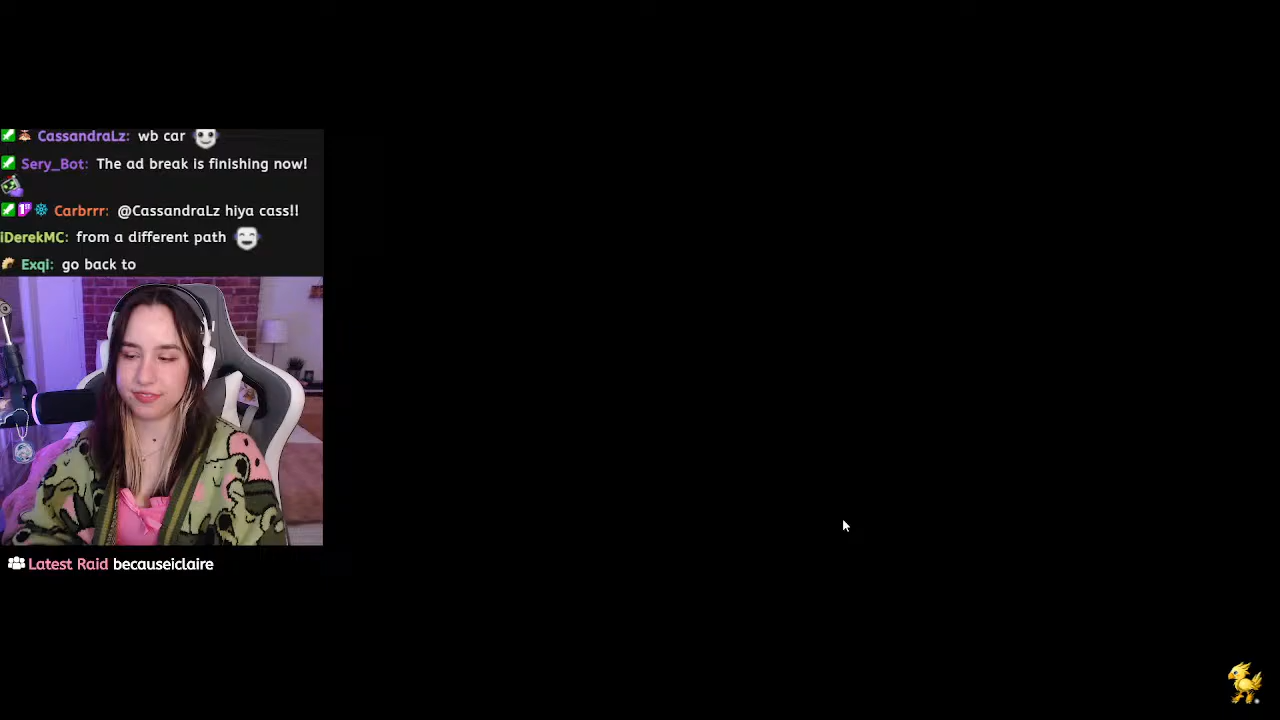 CassandraLz: wb car
Sery_Bot: The ad break is finishing now!
Carbrrr: @CassandraLz hiya cass!!
iDerekMC: from a different path
Exqi: go back to
Latest Raid becauseiclaire